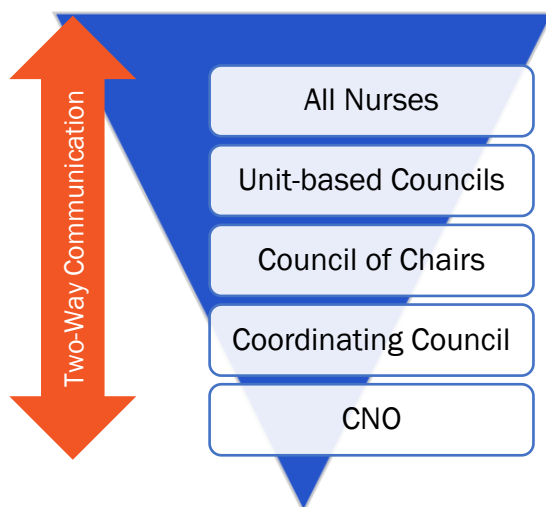 Two-Way Communication
All Nurses
Unit-based Councils
Council of Chairs
Coordinating Council
CNO